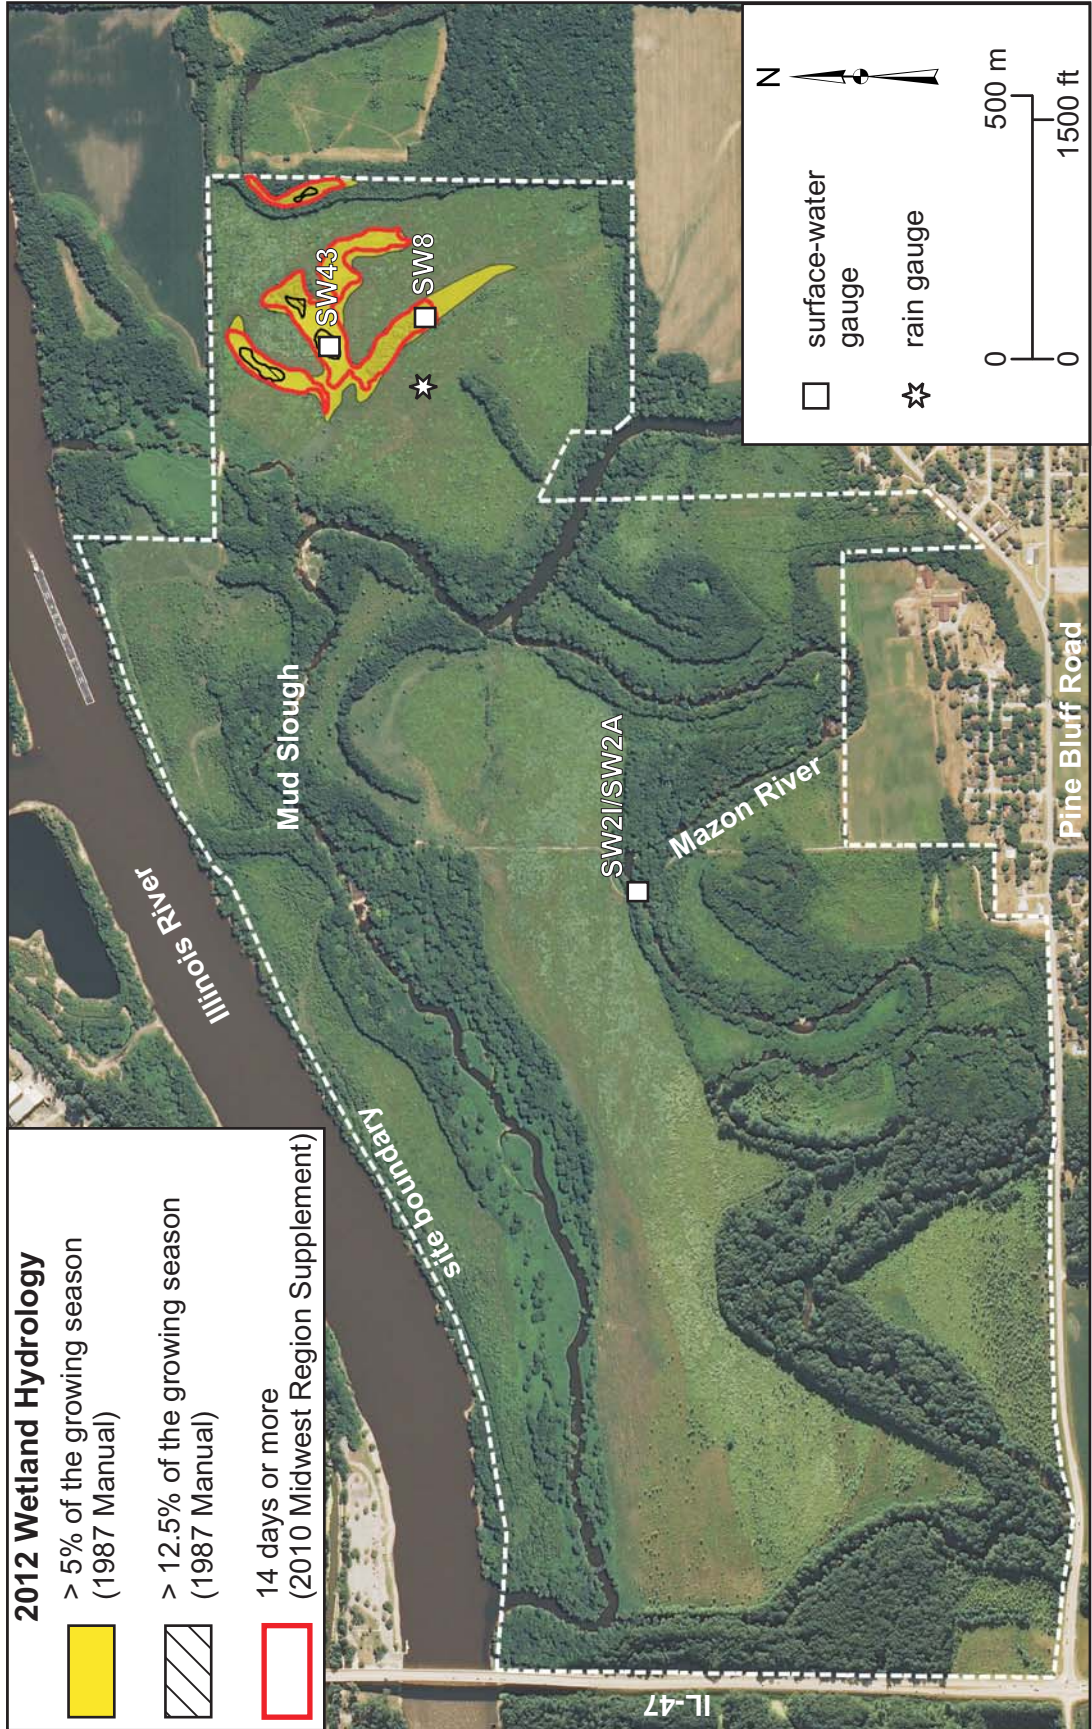 2012 Wetland Hydrology
> 5% of the growing season
(1987 Manual)
> 12.5% of the growing season
(1987 Manual)
14 days or more
(2010 Midwest Region Supplement)
Illinois River
site boundary
Mud Slough
SW43
SW8
SW2I/SW2A
Mazon River
IL-47
Pine Bluff Road
N
surface-water
gauge
rain gauge
0
500 m
0
1500 ft